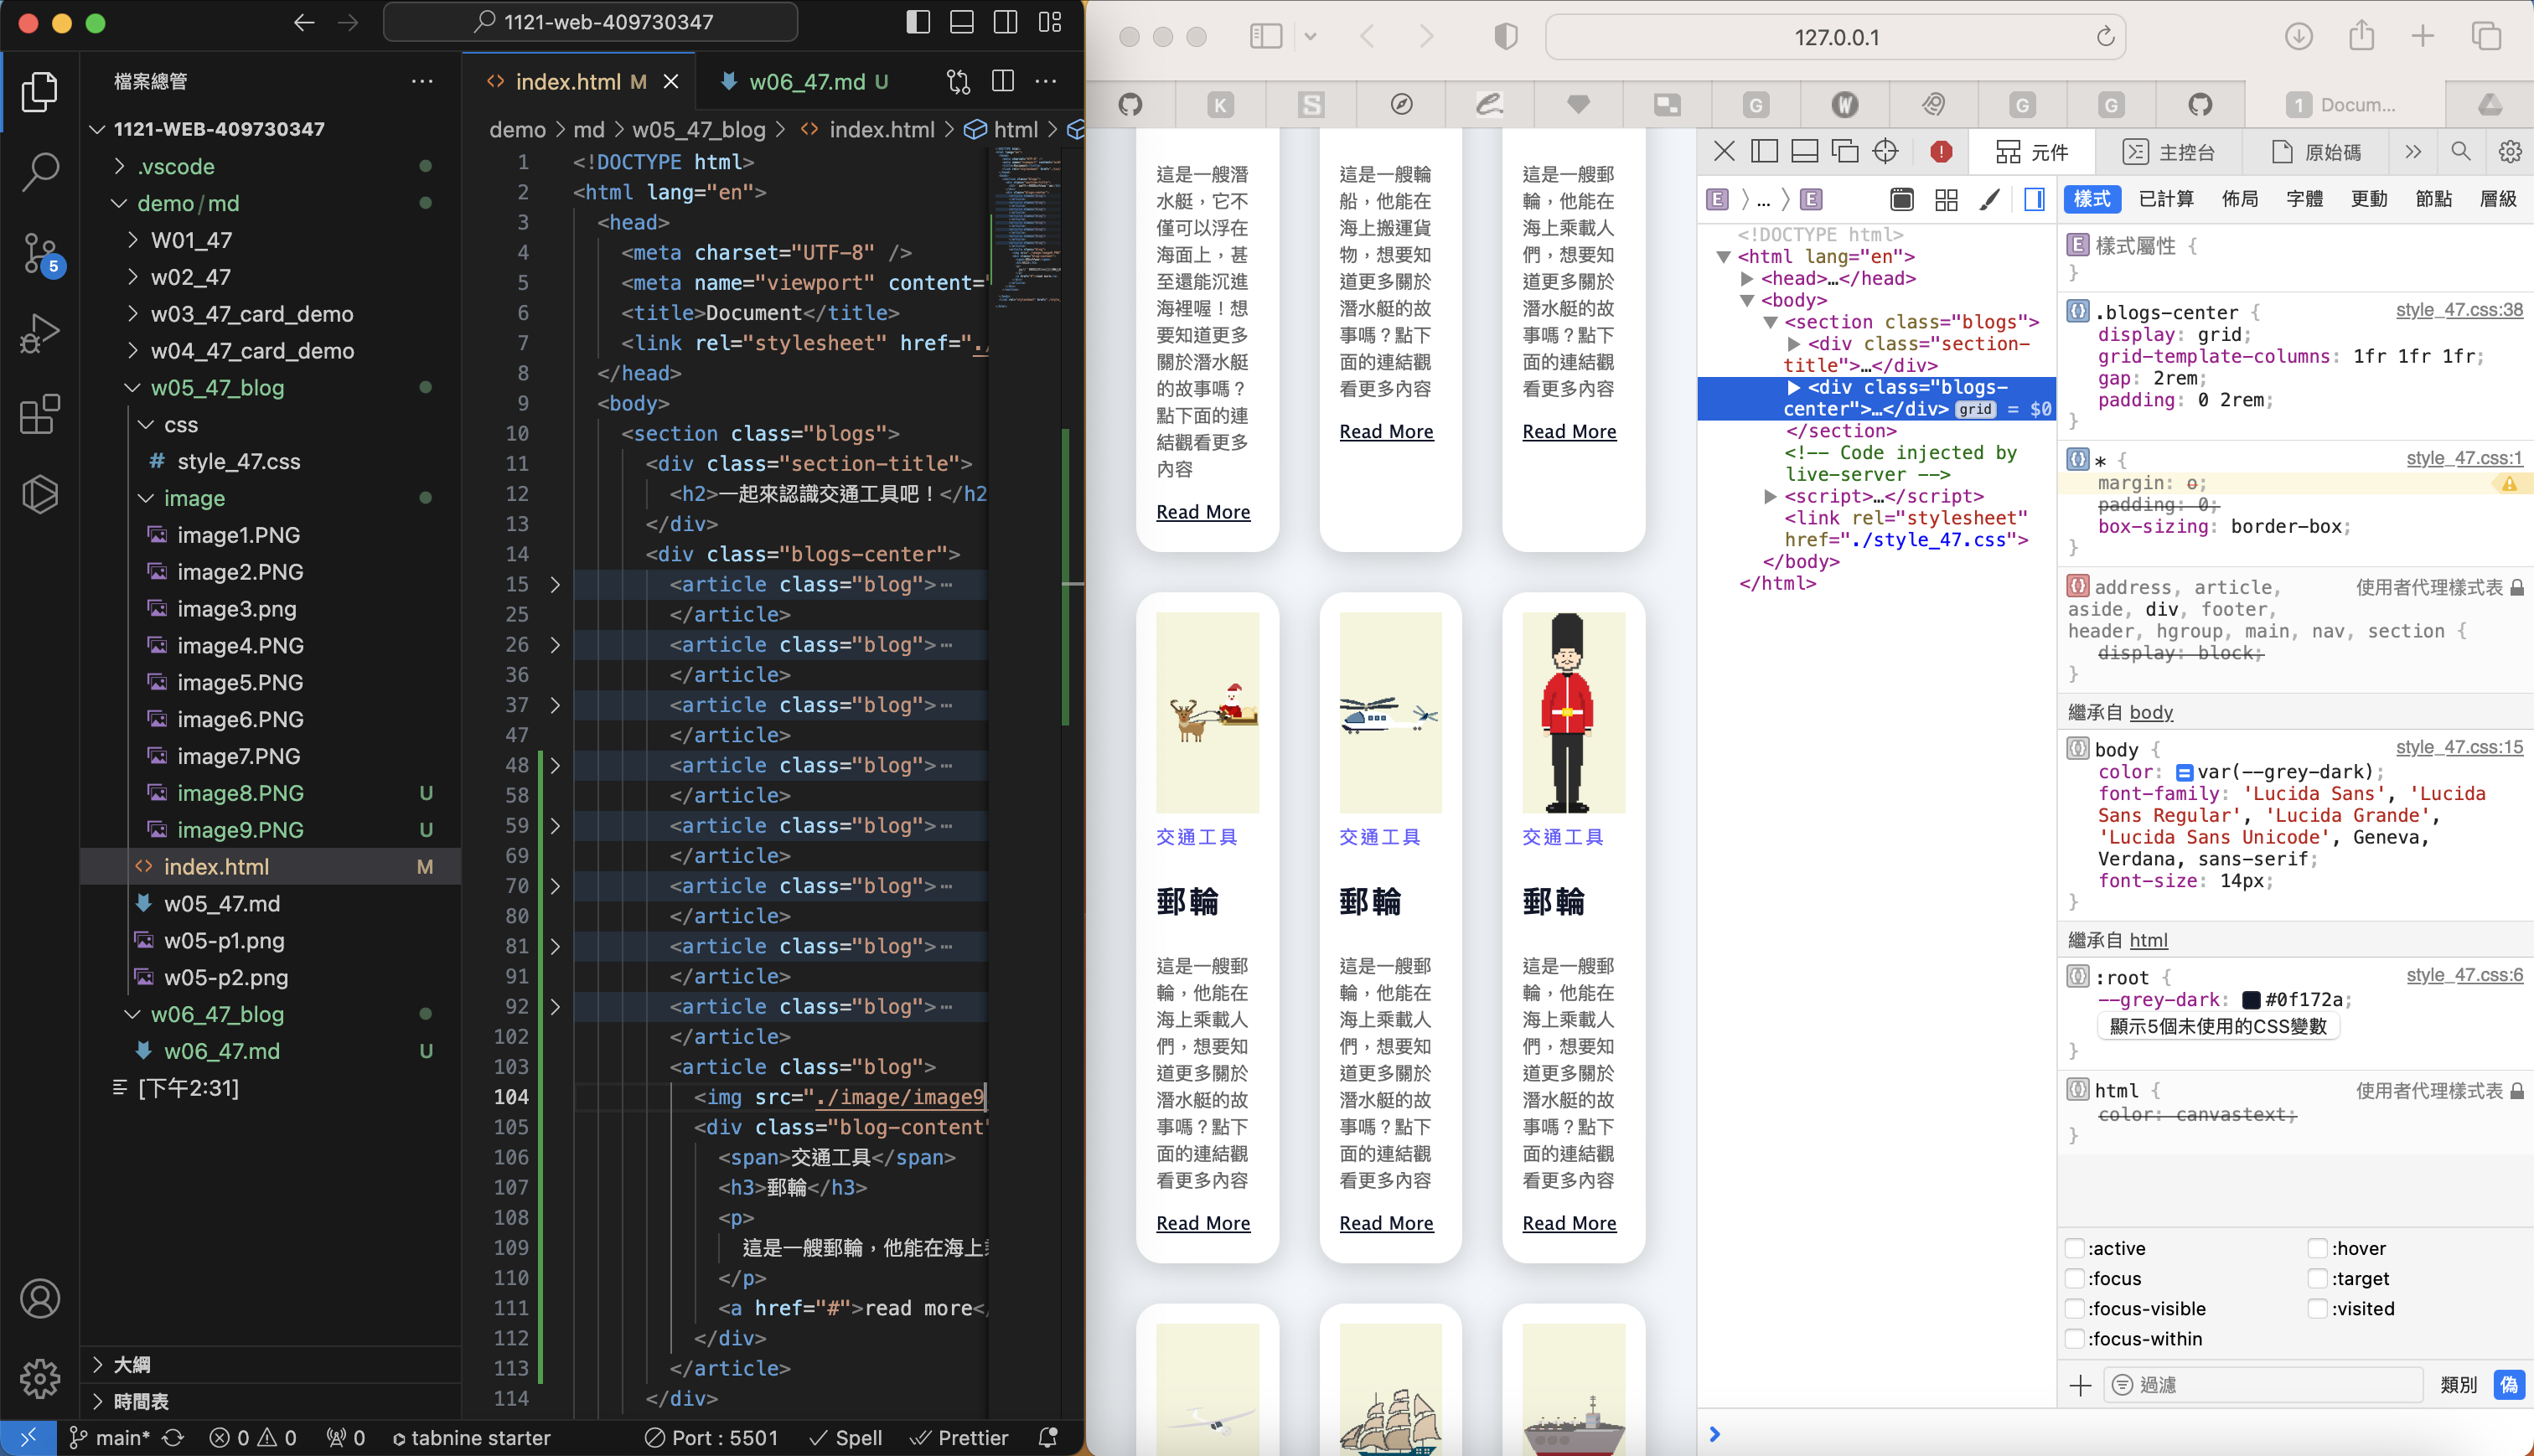 1121-web-409730347
檔案總管
1121-WEB-409730347
.vscode
demo/md
W01_47
w02_47
w03_47_card_demo
w04_47_card_demo
w05_47_blog
css
# style_47.css
image
image1.PNG
image2.PNG
image3.png
image4.PNG
image5.PNG
image6.PNG
image7.PNG
image8.PNG U
image9.PNG U
index.html M
w05_47.md
w05-p1.png
w05-p2.png
w06_47_blog
w06_47.md U
[下午2:31]
大綱
時間表
5
index.html M
w06_47.md U
demo > md > w05_47_blog > index.html > html >
1 <!DOCTYPE html>
2 <html lang="en">
3 <head>
4 <meta charset="UTF-8" />
5 <meta name="viewport" content="
6 <title>Document</title>
7 <link rel="stylesheet" href="./
8 </head>
9 <body>
10 <section class="blogs">
11 <div class="section-title">
12 <h2>一起來認識交通工具吧！</h2
13 </div>
14 <div class="blogs-center">
15 <article class="blog">…
25 </article>
26 <article class="blog">…
36 </article>
37 <article class="blog">…
47 </article>
48 <article class="blog">…
58 </article>
59 <article class="blog">…
69 </article>
70 <article class="blog">…
80 </article>
81 <article class="blog">…
91 </article>
92 <article class="blog">…
102 </article>
103 <article class="blog">
104 <img src="./image/image9
105 <div class="blog-content"
106 <span>交通工具</span>
107 <h3>郵輪</h3>
108 <p>
109 這是一艘郵輪，他能在海上
110 </p>
111 <a href="#">read more</
112 </div>
113 </article>
114 </div>
main* 0 0 0 tabnine starter Port : 5501 Spell Prettier
127.0.0.1
K S G W G G 1 Docum...
這是一艘潛
水艇，它不
僅可以浮在
海面上，甚
至還能沉進
海裡喔！想
要知道更多
關於潛水艇
的故事嗎？
點下面的連
結觀看更多
內容
Read More
這是一艘輪
船，他能在
海上搬運貨
物，想要知
道更多關於
潛水艇的故
事嗎？點下
面的連結觀
看更多內容
Read More
這是一艘郵
輪，他能在
海上乘載人
們，想要知
道更多關於
潛水艇的故
事嗎？點下
面的連結觀
看更多內容
Read More
交通工具
郵輪
這是一艘郵
輪，他能在
海上乘載人
們，想要知
道更多關於
潛水艇的故
事嗎？點下
面的連結觀
看更多內容
Read More
交通工具
郵輪
這是一艘郵
輪，他能在
海上乘載人
們，想要知
道更多關於
潛水艇的故
事嗎？點下
面的連結觀
看更多內容
Read More
交通工具
郵輪
這是一艘郵
輪，他能在
海上乘載人
們，想要知
道更多關於
潛水艇的故
事嗎？點下
面的連結觀
看更多內容
Read More
元件 主控台 原始碼
E ... E
<!DOCTYPE html>
<html lang="en">
<head>…</head>
<body>
<section class="blogs">
<div class="section-
title">…</div>
<div class="blogs-
center">…</div> grid = $0
</section>
<!-- Code injected by
live-server -->
<script>…</script>
<link rel="stylesheet"
href="./style_47.css">
</body>
</html>
樣式 已計算 佈局 字體 更動 節點 層級
E 樣式屬性 {
}
.blogs-center { style_47.css:38
display: grid;
grid-template-columns: 1fr 1fr 1fr;
gap: 2rem;
padding: 0 2rem;
}
* { style_47.css:1
margin: o;
padding: 0;
box-sizing: border-box;
}
address, article, 使用者代理樣式表
aside, div, footer,
header, hgroup, main, nav, section {
display: block;
}
繼承自 body
body { style_47.css:15
color: var(--grey-dark);
font-family: 'Lucida Sans', 'Lucida
Sans Regular', 'Lucida Grande',
'Lucida Sans Unicode', Geneva,
Verdana, sans-serif;
font-size: 14px;
}
繼承自 html
:root { style_47.css:6
--grey-dark: #0f172a;
顯示5個未使用的CSS變數
}
html { 使用者代理樣式表
color: canvastext;
}
:active :hover
:focus :target
:focus-visible :visited
:focus-within
過濾 類別 偽